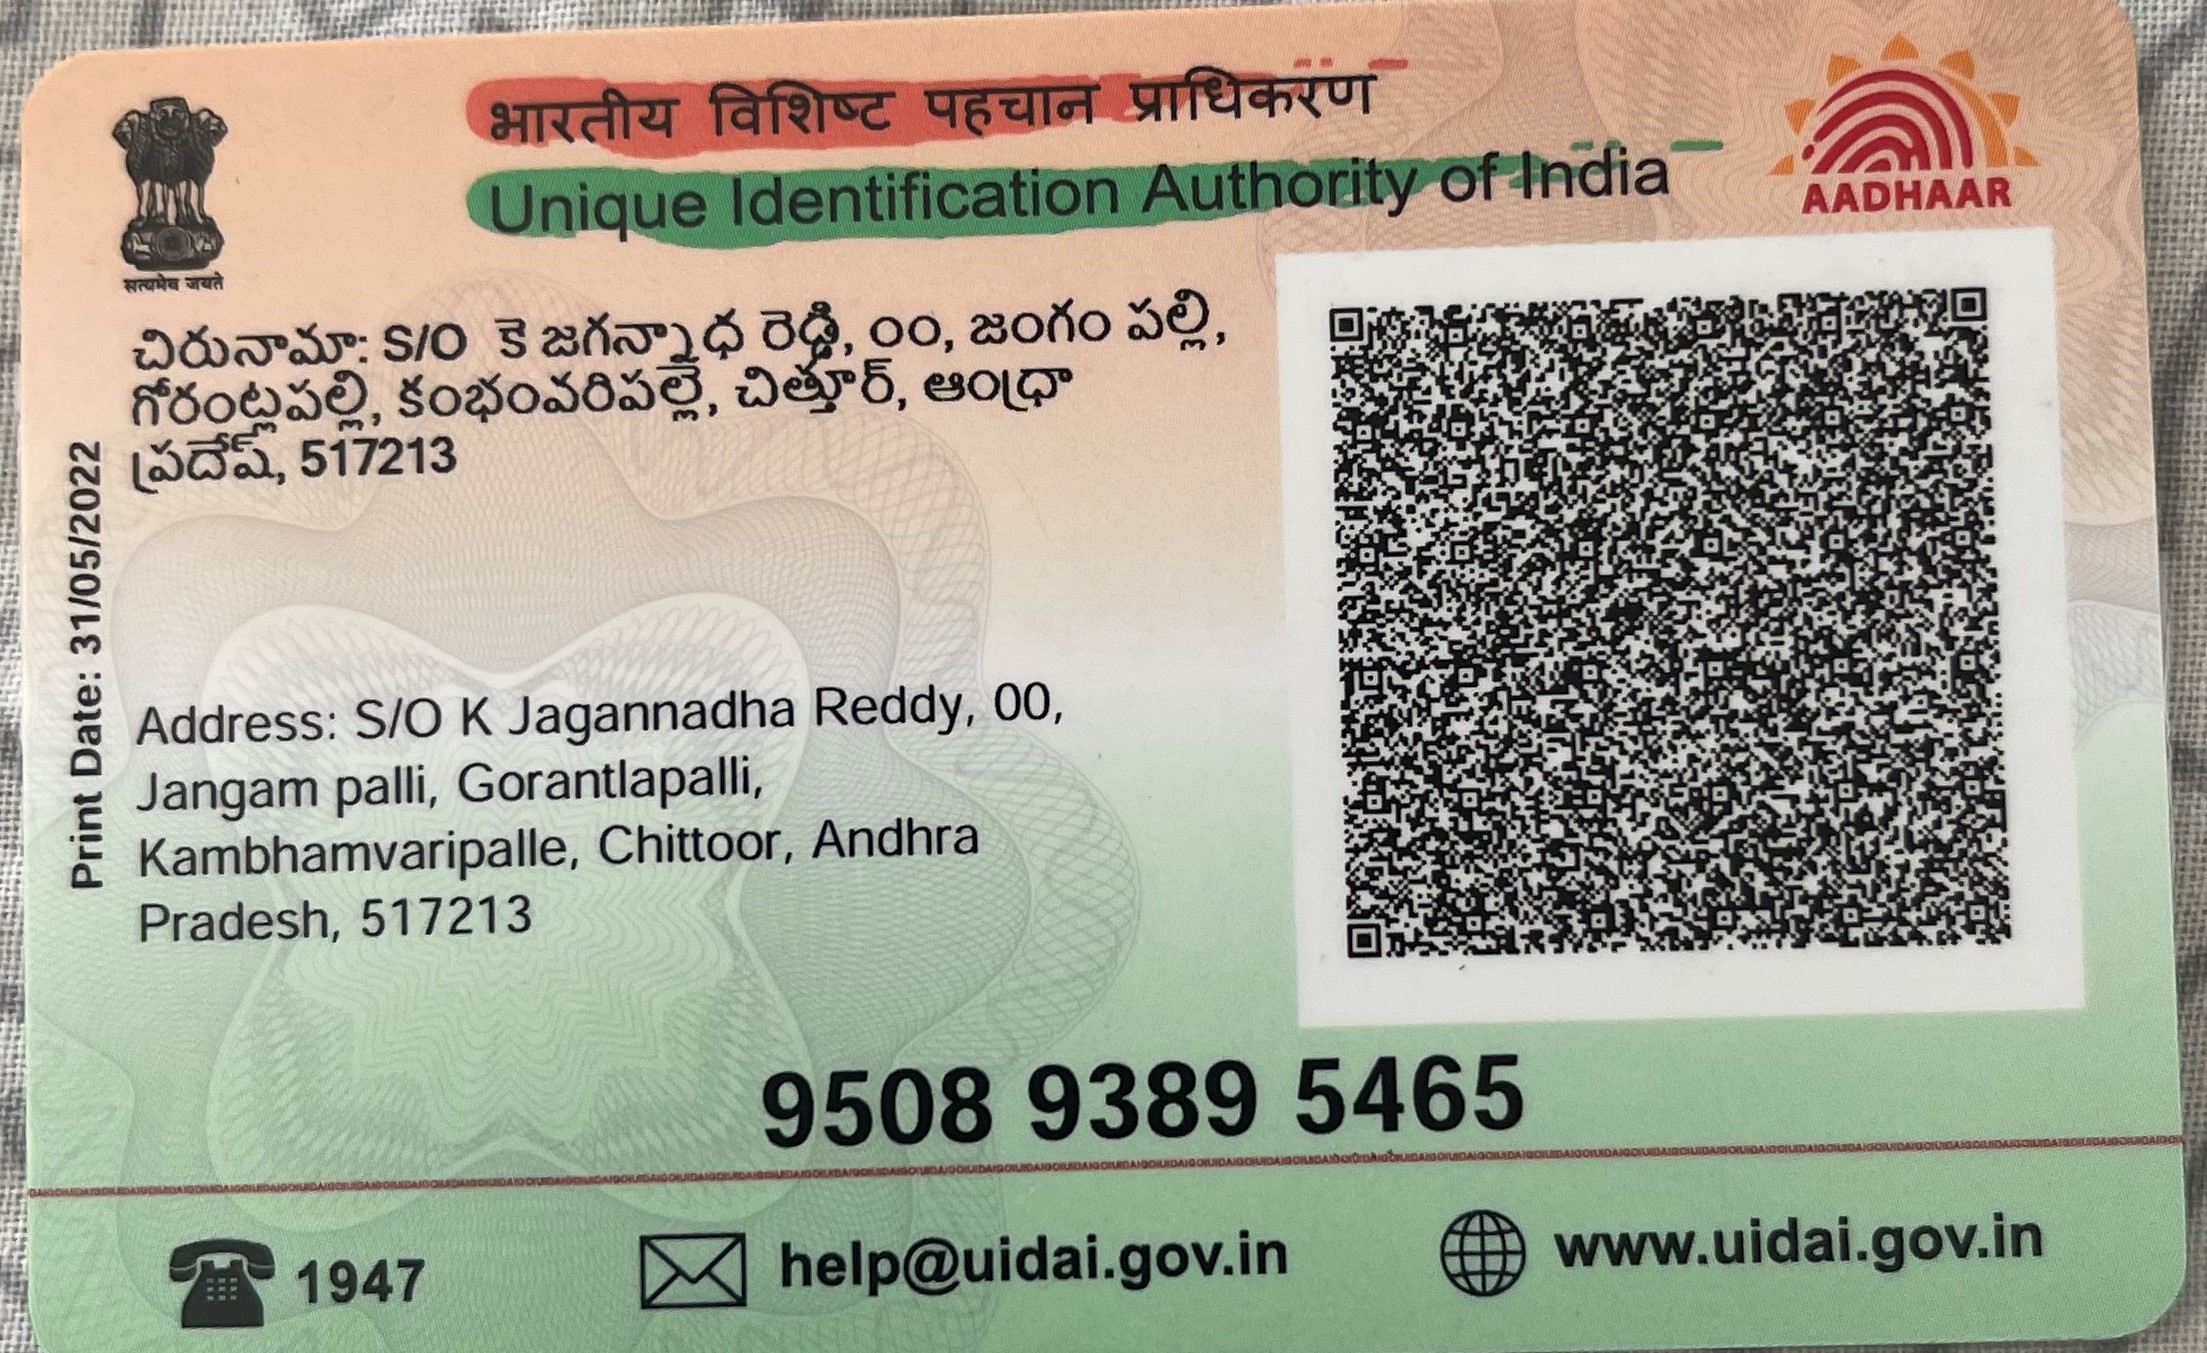 भारतीय विशिष्ट पहचान प्राधिकरण
Unique Identification Authority of India
AADHAAR
सत्यमेव जयते
చిరునామా: S/O కె జగన్నాధ రెడ్డి, 00, జంగం పల్లి,
గోరంట్లపల్లి, కంభంవరిపల్లె, చిత్తూర్, ఆంధ్రా
ప్రదేష్, 517213
Print Date: 31/05/2022
Address: S/O K Jagannadha Reddy, 00,
Jangam palli, Gorantlapalli,
Kambhamvaripalle, Chittoor, Andhra
Pradesh, 517213
9508 9389 5465
1947
help@uidai.gov.in
www.uidai.gov.in